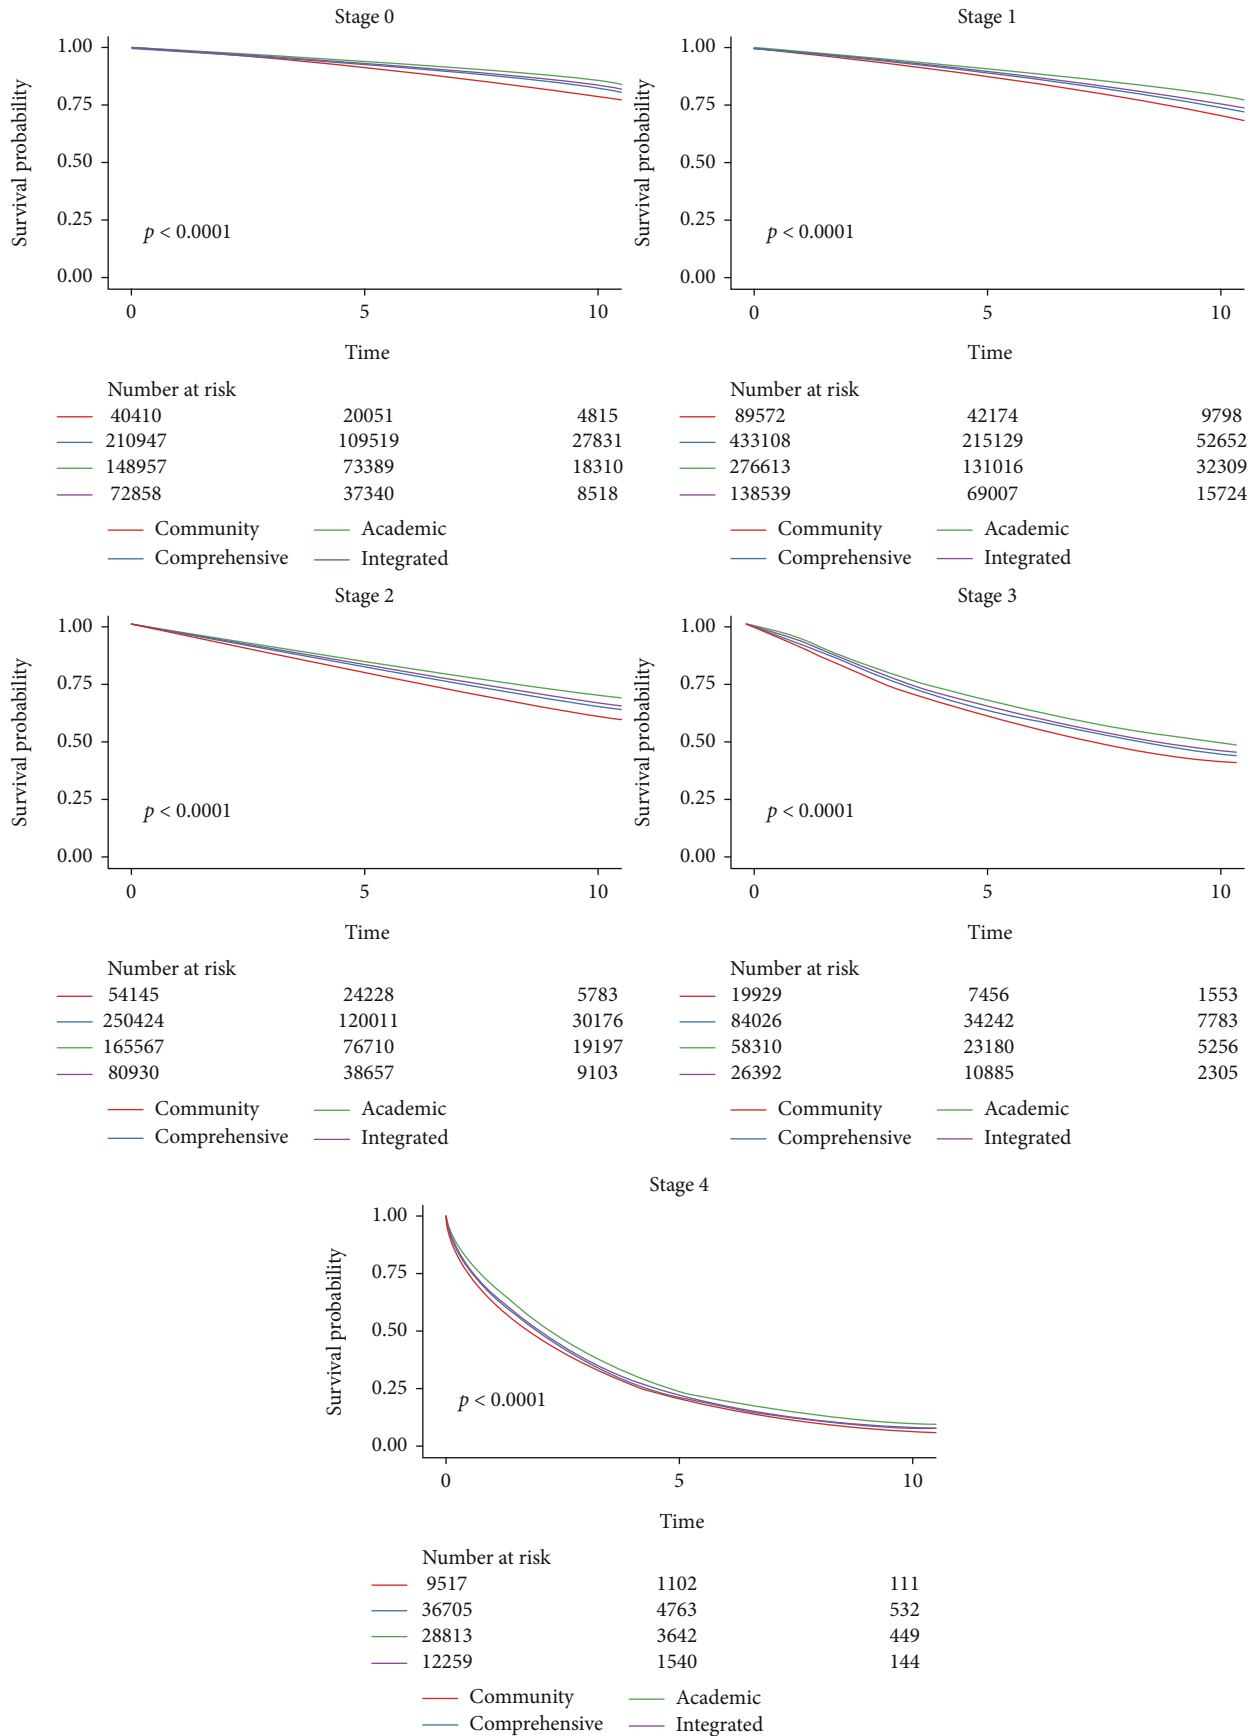 Stage 0
Survival probability
1.00
0.75
0.50
0.25
0.00
p < 0.0001
0 5 10
Time
Number at risk
40410 20051 4815
210947 109519 27831
148957 73389 18310
72858 37340 8518
Community Academic
Comprehensive Integrated
Stage 1
Survival probability
1.00
0.75
0.50
0.25
0.00
p < 0.0001
0 5 10
Time
Number at risk
89572 42174 9798
433108 215129 52652
276613 131016 32309
138539 69007 15724
Community Academic
Comprehensive Integrated
Stage 2
Survival probability
1.00
0.75
0.50
0.25
0.00
p < 0.0001
0 5 10
Time
Number at risk
54145 24228 5783
250424 120011 30176
165567 76710 19197
80930 38657 9103
Community Academic
Comprehensive Integrated
Stage 3
Survival probability
1.00
0.75
0.50
0.25
0.00
p < 0.0001
0 5 10
Time
Number at risk
19929 7456 1553
84026 34242 7783
58310 23180 5256
26392 10885 2305
Community Academic
Comprehensive Integrated
Stage 4
Survival probability
1.00
0.75
0.50
0.25
0.00
p < 0.0001
0 5 10
Time
Number at risk
9517 1102 111
36705 4763 532
28813 3642 449
12259 1540 144
Community Academic
Comprehensive Integrated